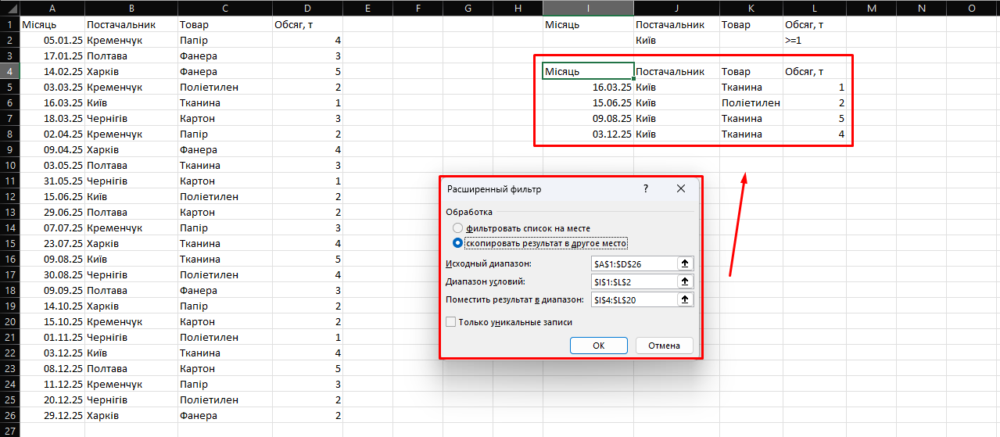 A B C D E F G H I J K L M N O
1 Місяць Постачальник Товар Обсяг, т Місяць Постачальник Товар Обсяг, т
2 05.01.25 Кременчук Папір 4 Київ >=1
3 17.01.25 Полтава Фанера 3
4 14.02.25 Харків Фанера 5 Місяць Постачальник Товар Обсяг, т
5 03.03.25 Кременчук Поліетилен 2 16.03.25 Київ Тканина 1
6 16.03.25 Київ Тканина 1 15.06.25 Київ Поліетилен 2
7 18.03.25 Чернігів Картон 3 09.08.25 Київ Тканина 5
8 02.04.25 Кременчук Папір 2 03.12.25 Київ Тканина 4
9 09.04.25 Харків Фанера 4
10 03.05.25 Полтава Тканина 3
11 31.05.25 Чернігів Картон 1
12 15.06.25 Київ Поліетилен 2
13 29.06.25 Полтава Картон 2
14 07.07.25 Кременчук Папір 3
15 23.07.25 Харків Тканина 4
16 09.08.25 Київ Тканина 5
17 30.08.25 Чернігів Поліетилен 4
18 09.09.25 Полтава Фанера 3
19 14.10.25 Харків Папір 2
20 15.10.25 Кременчук Картон 2
21 01.11.25 Чернігів Поліетилен 1
22 03.12.25 Київ Тканина 4
23 08.12.25 Полтава Картон 5
24 11.12.25 Кременчук Папір 3
25 20.12.25 Чернігів Поліетилен 2
26 29.12.25 Харків Фанера 2
27
Расширенный фильтр ?
Обработка
фильтровать список на месте
скопировать результат в другое место
Исходный диапазон: $A$1:$D$26
Диапазон условий: $I$1:$L$2
Поместить результат в диапазон: $I$4:$L$20
Только уникальные записи
ОК Отмена